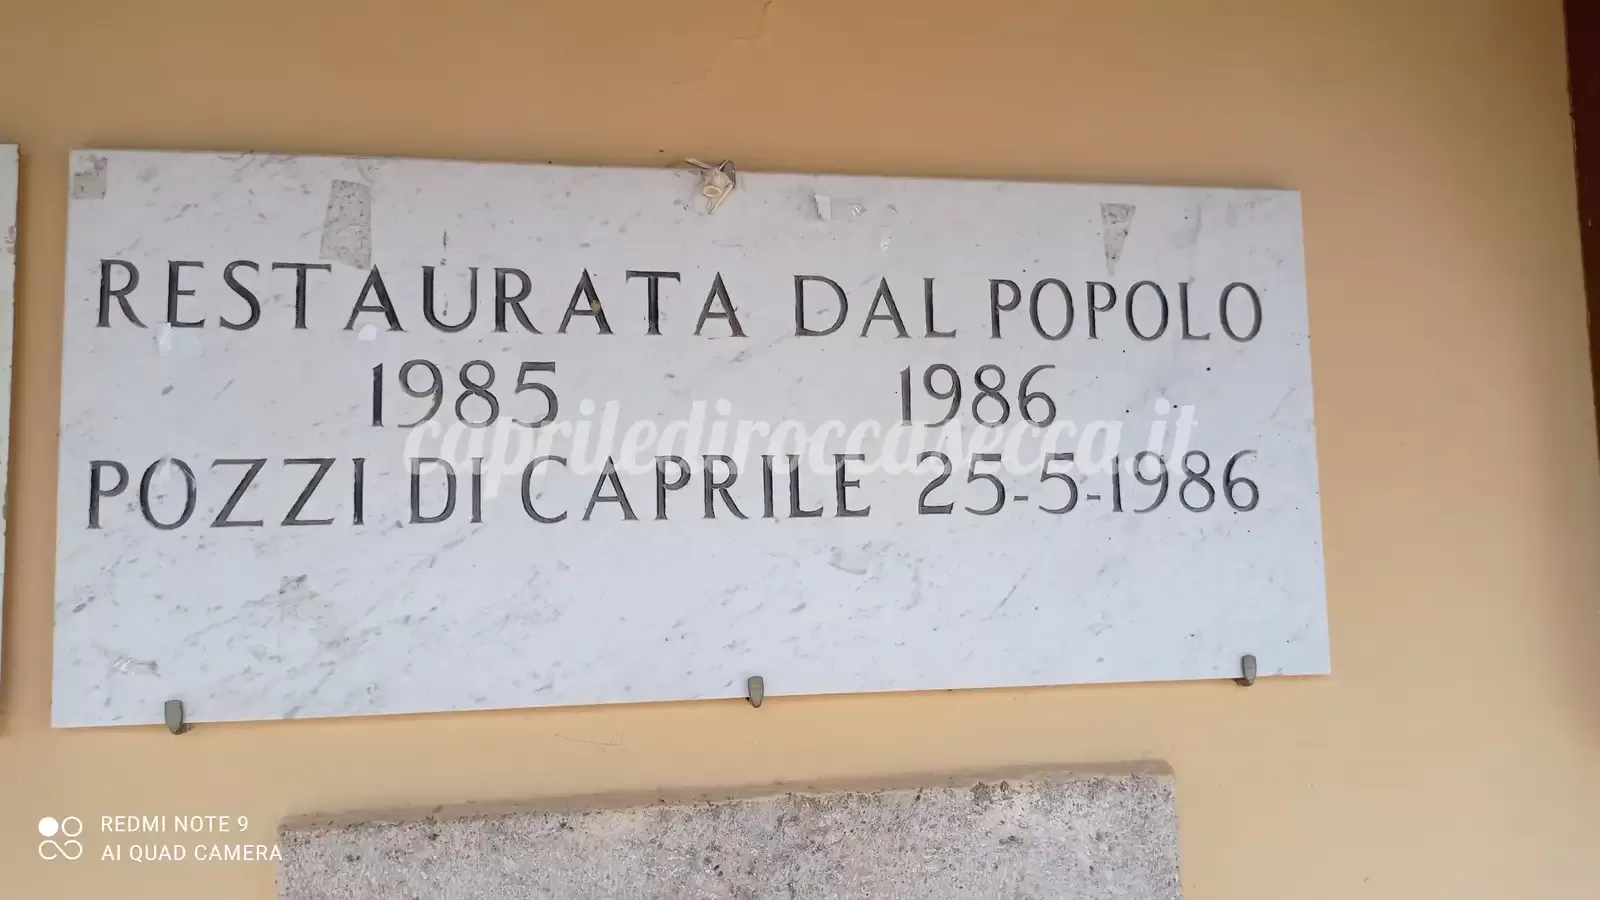 RESTAURATA DAL POPOLO
1985 1986
caprilediroccasecca.it
POZZI DI CAPRILE 25-5-1986
REDMI NOTE 9
AI QUAD CAMERA